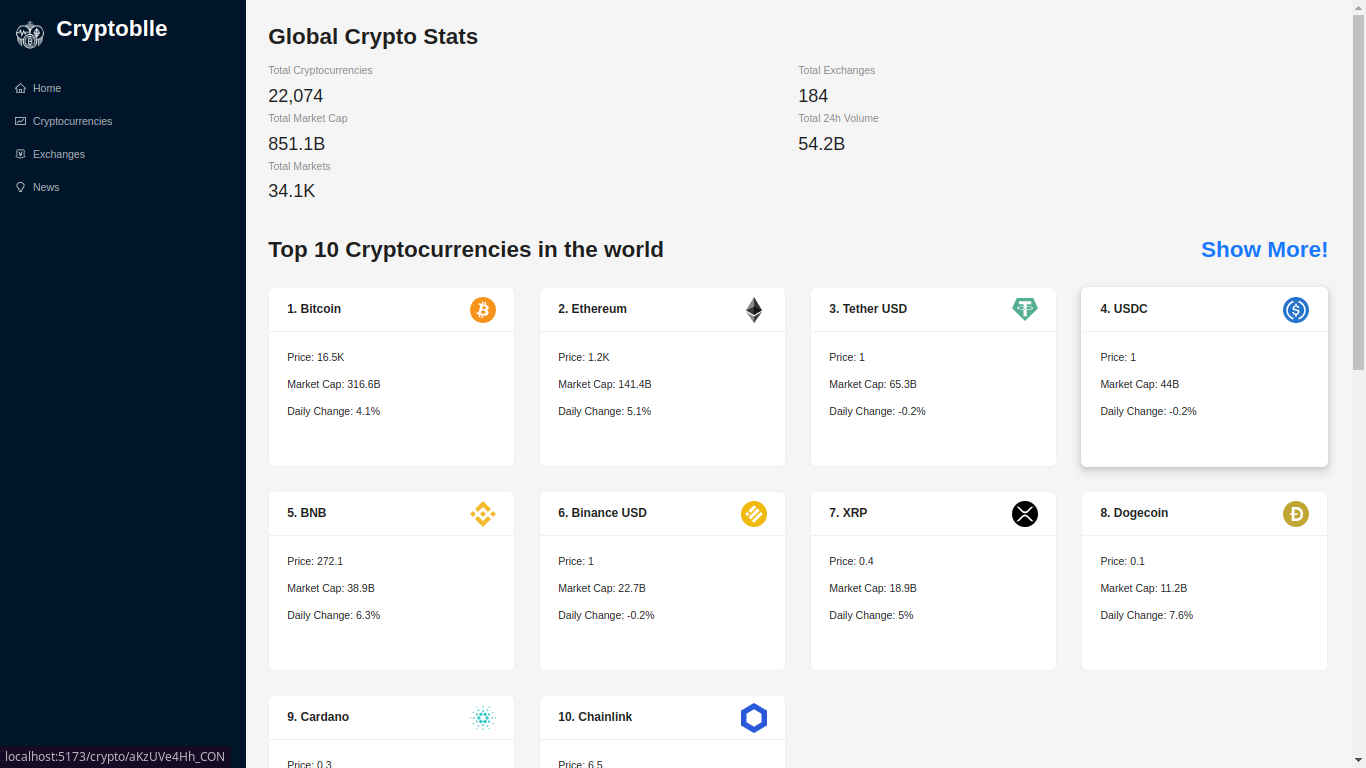 Cryptoblle
Home
Cryptocurrencies
Exchanges
News
Global Crypto Stats
Total Cryptocurrencies
22,074
Total Exchanges
184
Total Market Cap
851.1B
Total 24h Volume
54.2B
Total Markets
34.1K
Top 10 Cryptocurrencies in the world
Show More!
1. Bitcoin
Price: 16.5K
Market Cap: 316.6B
Daily Change: 4.1%
2. Ethereum
Price: 1.2K
Market Cap: 141.4B
Daily Change: 5.1%
3. Tether USD
Price: 1
Market Cap: 65.3B
Daily Change: -0.2%
4. USDC
Price: 1
Market Cap: 44B
Daily Change: -0.2%
5. BNB
Price: 272.1
Market Cap: 38.9B
Daily Change: 6.3%
6. Binance USD
Price: 1
Market Cap: 22.7B
Daily Change: -0.2%
7. XRP
Price: 0.4
Market Cap: 18.9B
Daily Change: 5%
8. Dogecoin
Price: 0.1
Market Cap: 11.2B
Daily Change: 7.6%
9. Cardano
Price: 0.3
10. Chainlink
Price: 6.5
localhost:5173/crypto/aKzUVe4Hh_CON